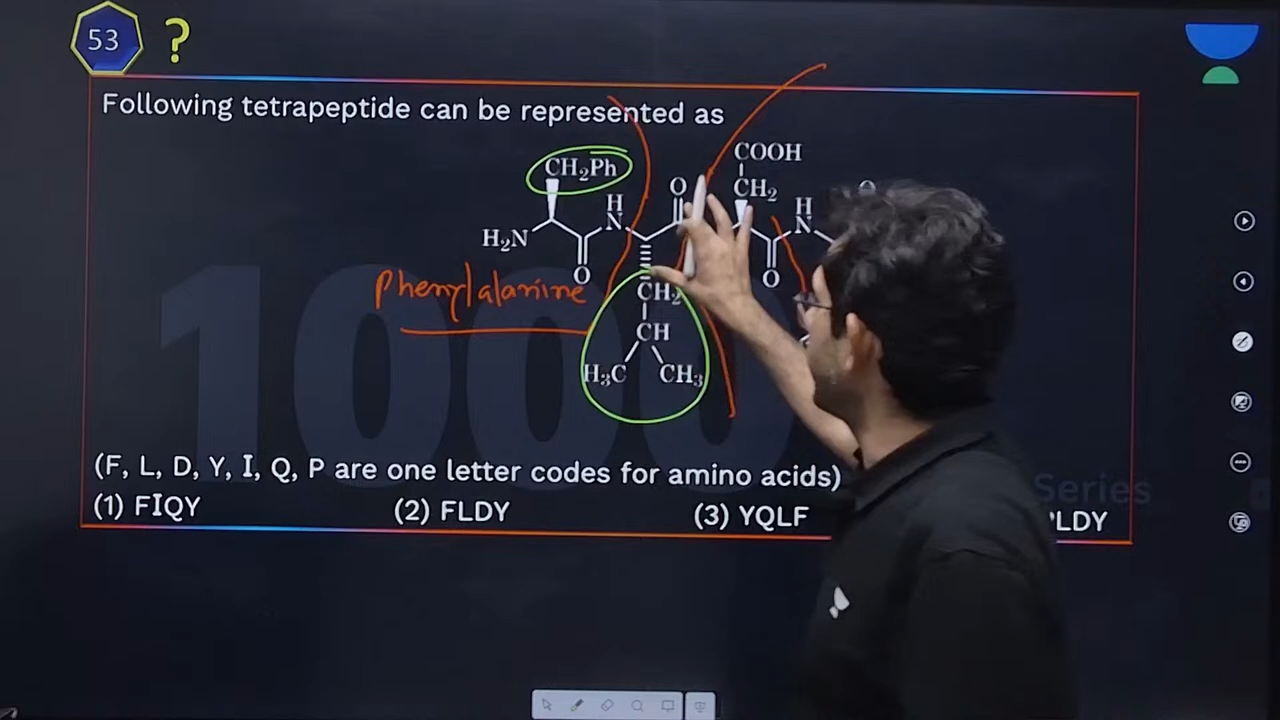 53 ?
Following tetrapeptide can be represented as
COOH
CH₂Ph
O
CH₂
O
H
N
H
N
H₂N
O
O
phenylalanine
CH₂
CH
H₃C
CH₃
1000
(F, L, D, Y, I, Q, P are one letter codes for amino acids)
Series
(1) FIQY
(2) FLDY
(3) YQLF
LDY